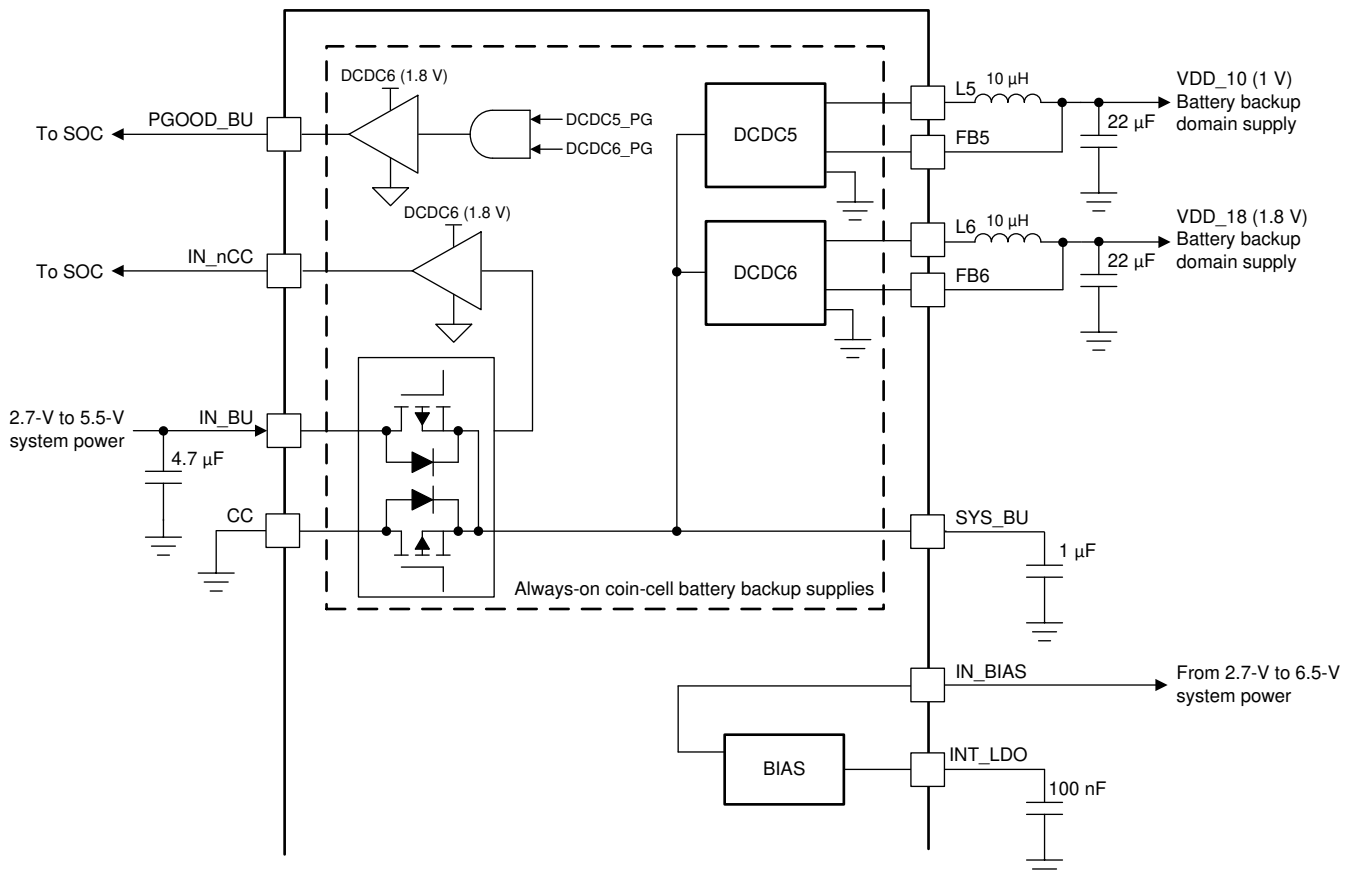 DCDC6 (1.8 V)
PGOOD_BU
To SOC
DCDC5_PG
DCDC6_PG
DCDC6 (1.8 V)
IN_nCC
To SOC
2.7-V to 5.5-V
system power
IN_BU
4.7 µF
CC
Always-on coin-cell battery backup supplies
DCDC5
DCDC6
L5
10 µH
FB5
22 µF
VDD_10 (1 V)
Battery backup
domain supply
L6
10 µH
FB6
22 µF
VDD_18 (1.8 V)
Battery backup
domain supply
SYS_BU
1 µF
IN_BIAS
From 2.7-V to 6.5-V
system power
BIAS
INT_LDO
100 nF